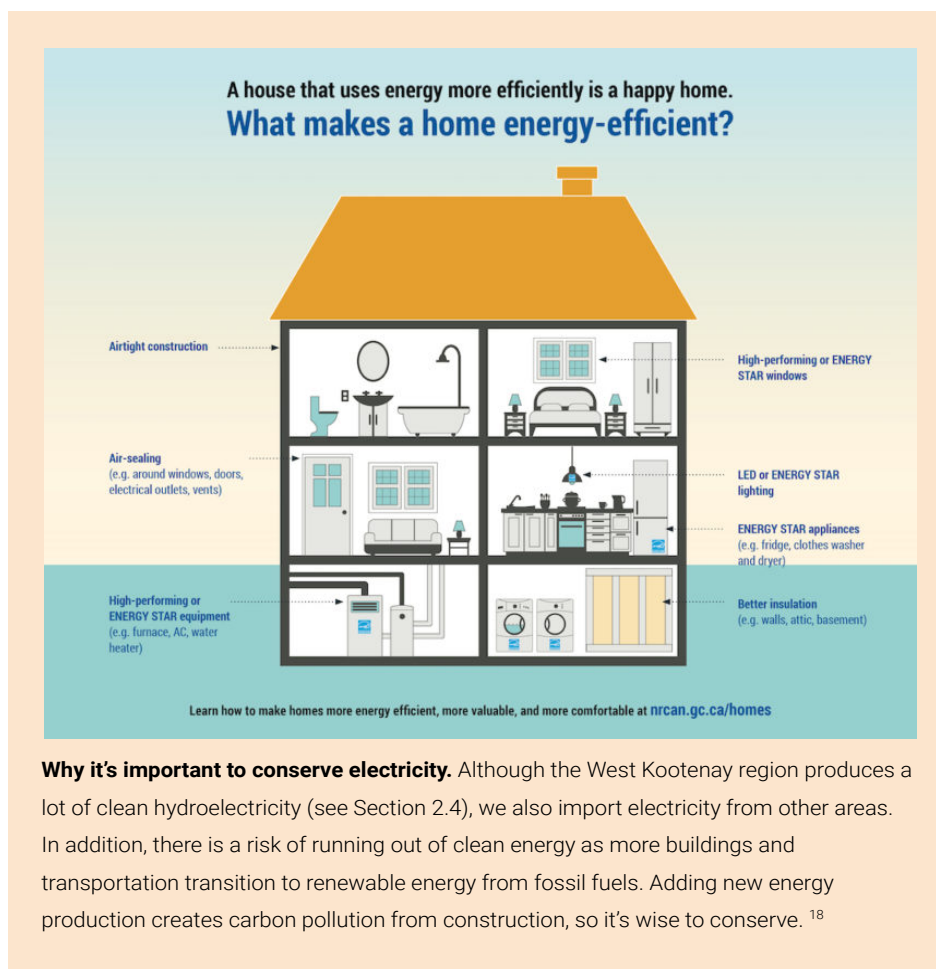 A house that uses energy more efficiently is a happy home.
What makes a home energy-efficient?
Airtight construction
High-performing or ENERGY
STAR windows
Air-sealing
(e.g. around windows, doors,
electrical outlets, vents)
LED or ENERGY STAR
lighting
ENERGY STAR appliances
(e.g. fridge, clothes washer
and dryer)
High-performing or
ENERGY STAR equipment
(e.g. furnace, AC, water
heater)
Better insulation
(e.g. walls, attic, basement)
Learn how to make homes more energy efficient, more valuable, and more comfortable at nrcan.gc.ca/homes
Why it’s important to conserve electricity. Although the West Kootenay region produces a
lot of clean hydroelectricity (see Section 2.4), we also import electricity from other areas.
In addition, there is a risk of running out of clean energy as more buildings and
transportation transition to renewable energy from fossil fuels. Adding new energy
production creates carbon pollution from construction, so it’s wise to conserve. 18